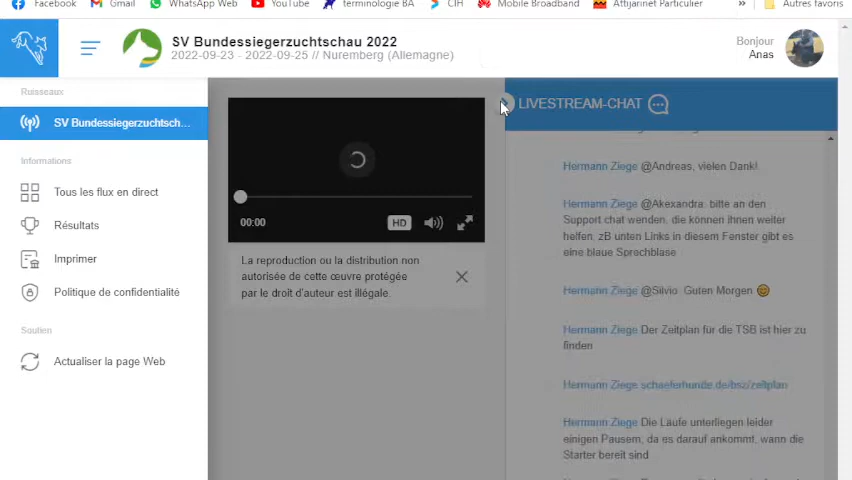 Facebook Gmail WhatsApp Web YouTube terminologie BA CIH Mobile Broadband Attijarinet Particulier » Autres favoris
SV Bundessiegerzuchtschau 2022
2022-09-23 - 2022-09-25 // Nuremberg (Allemagne)
Bonjour
Anas
Ruisseaux
SV Bundessiegerzuchtsch...
Informations
Tous les flux en direct
Résultats
Imprimer
Politique de confidentialité
Soutien
Actualiser la page Web
00:00 HD
La reproduction ou la distribution non
autorisée de cette œuvre protégée
par le droit d'auteur est illégale.
LIVESTREAM-CHAT
Hermann Ziege @Andreas, vielen Dank!
Hermann Ziege @Akexandra: bitte an den
Support chat wenden. die können Ihnen weiter
helfen. zB unten Links in diesem Fenster gibt es
eine blaue Sprechblase
Hermann Ziege @Silvio: Guten Morgen 😊
Hermann Ziege Der Zeitplan für die TSB ist hier zu
finden
Hermann Ziege schaeferhunde.de/bsz/zeitplan
Hermann Ziege Die Läufe unterliegen leider
einigen Pausem, da es darauf ankommt, wann die
Starter bereit sind